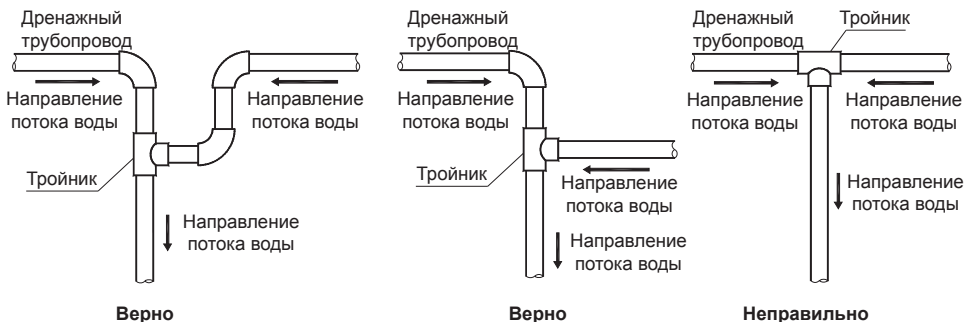 Дренажный
трубопровод
Направление
потока воды
Направление
потока воды
Тройник
Направление
потока воды
Верно
Дренажный
трубопровод
Направление
потока воды
Тройник
Направление
потока воды
Направление
потока воды
Верно
Дренажный
трубопровод
Тройник
Направление
потока воды
Направление
потока воды
Направление
потока воды
Неправильно